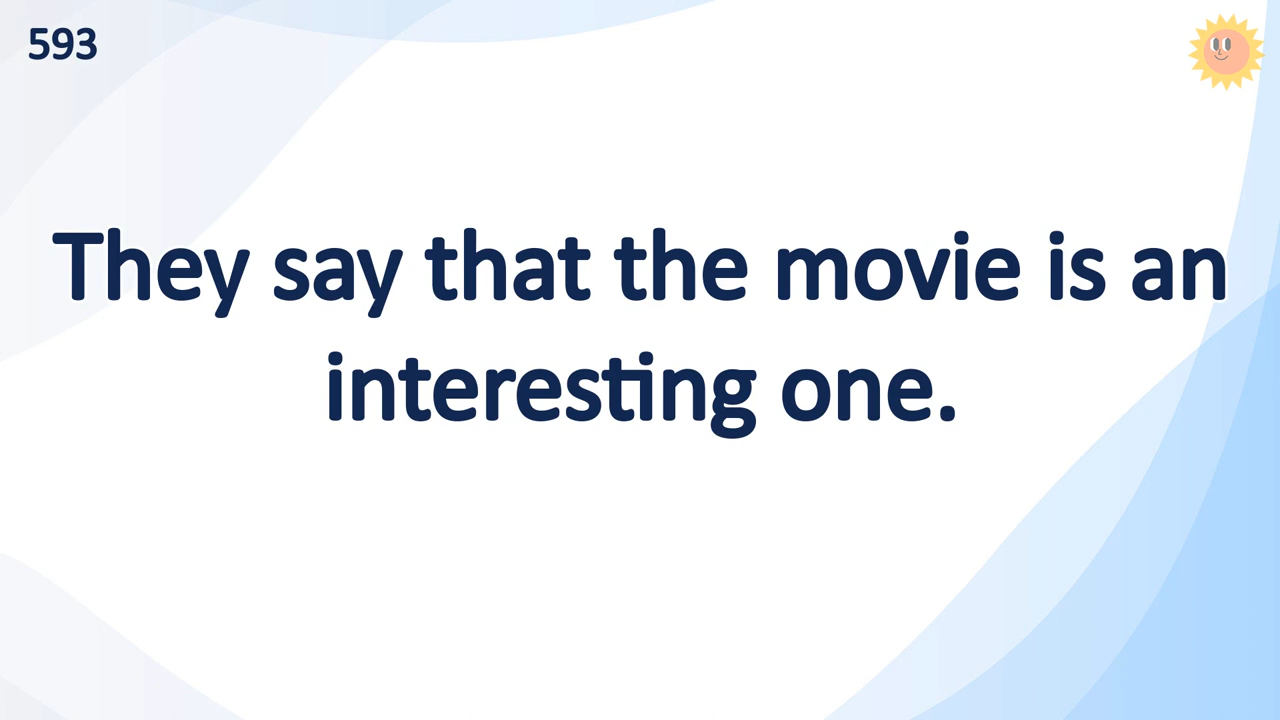 593
They say that the movie is an
interesting one.